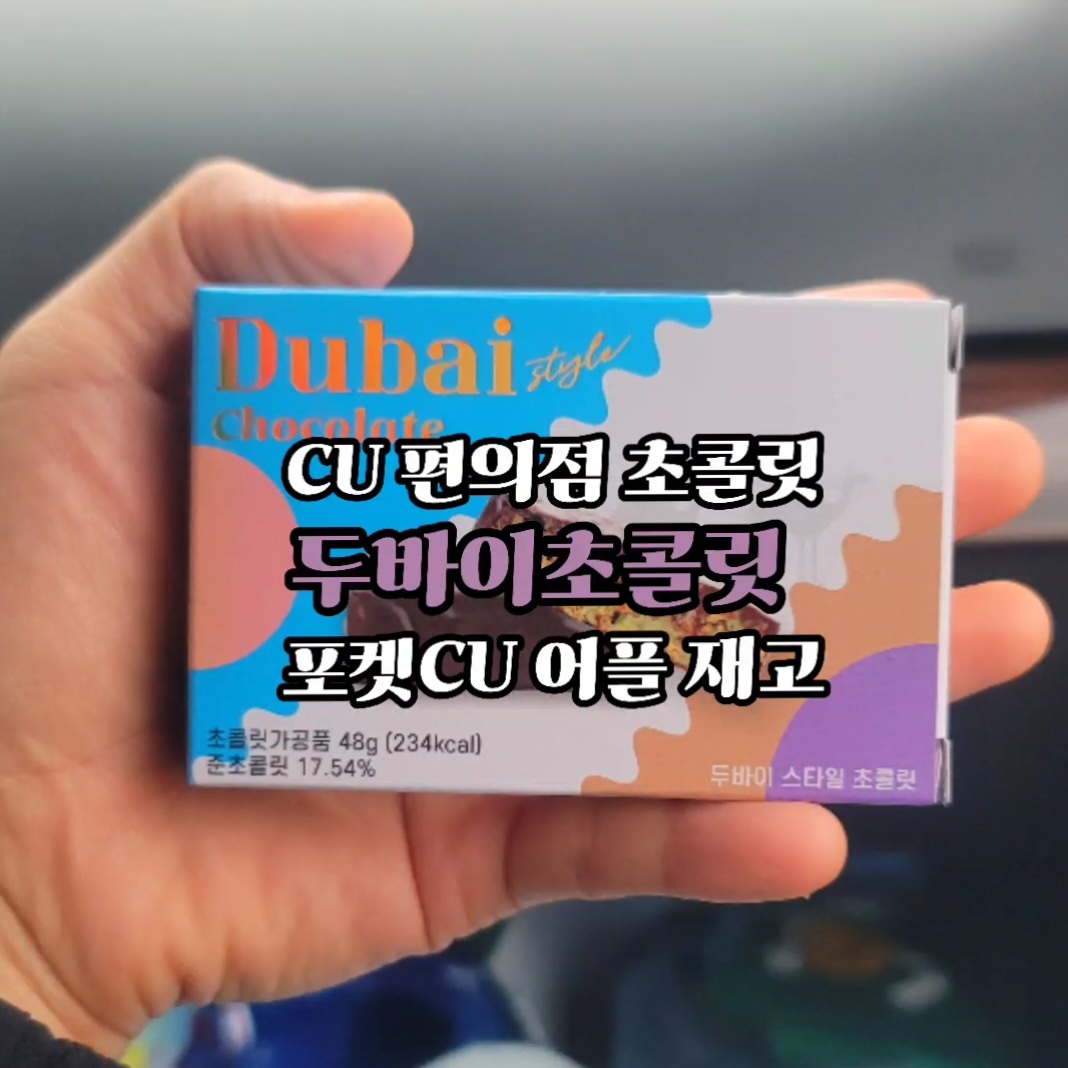 Dubai style
Chocolate
CU 편의점 초콜릿
두바이초콜릿
포켓CU 어플 재고
초콜릿가공품 48g (234kcal)
준초콜릿 17.54%
두바이 스타일 초콜릿